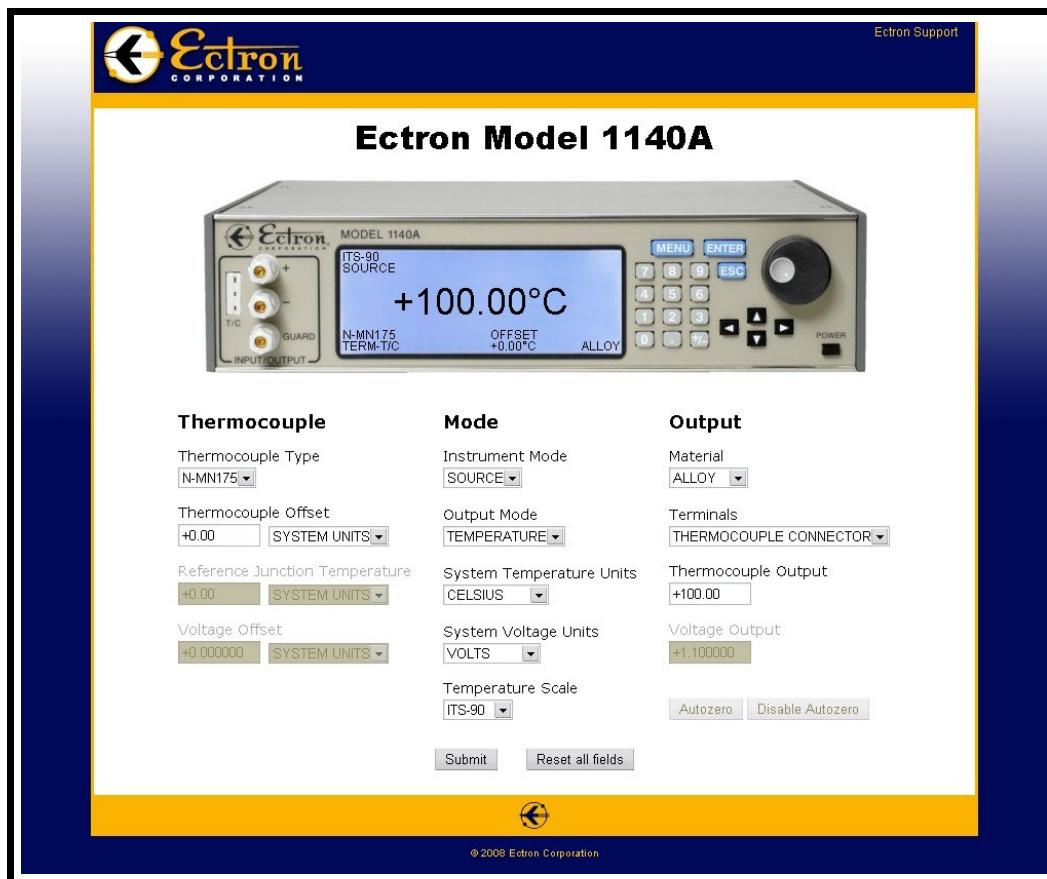 Ectron
CORPORATION
Ectron Support
Ectron Model 1140A
Ectron
CORPORATION
MODEL 1140A
ITS-90
SOURCE
+100.00°C
N-MN175
TERM-T/C
OFFSET
+0.00°C
ALLOY
+
-
T/C
GUARD
INPUT/OUTPUT
MENU ENTER
7 8 9 ESC
4 5 6
1 2 3
0 . +/-
POWER
Thermocouple
Thermocouple Type
N-MN175
Thermocouple Offset
+0.00 SYSTEM UNITS
Reference Junction Temperature
+0.00 SYSTEM UNITS
Voltage Offset
+0.000000 SYSTEM UNITS
Mode
Instrument Mode
SOURCE
Output Mode
TEMPERATURE
System Temperature Units
CELSIUS
System Voltage Units
VOLTS
Temperature Scale
ITS-90
Output
Material
ALLOY
Terminals
THERMOCOUPLE CONNECTOR
Thermocouple Output
+100.00
Voltage Output
+1.100000
Autozero Disable Autozero
Submit Reset all fields
© 2008 Ectron Corporation